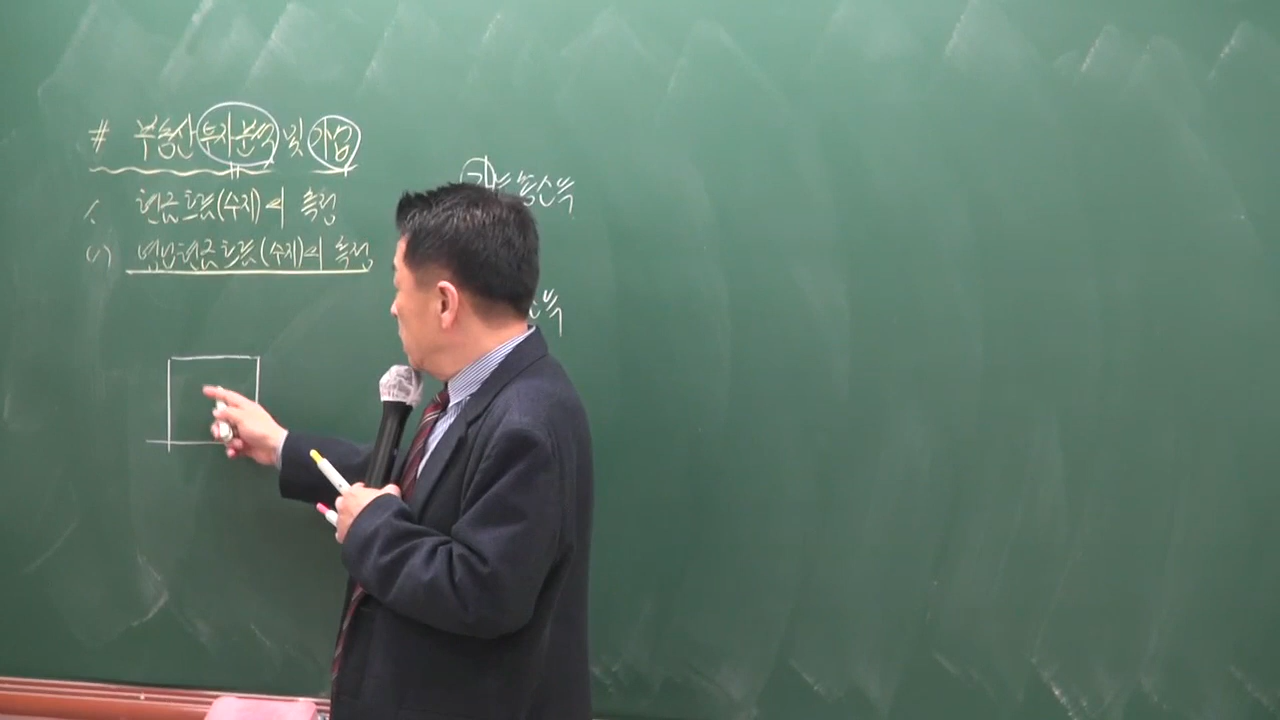 # 부동산 투자분석 및 기법
1. 현금흐름(수지)의 측정
(1) 영업현금흐름(수지)의 측정